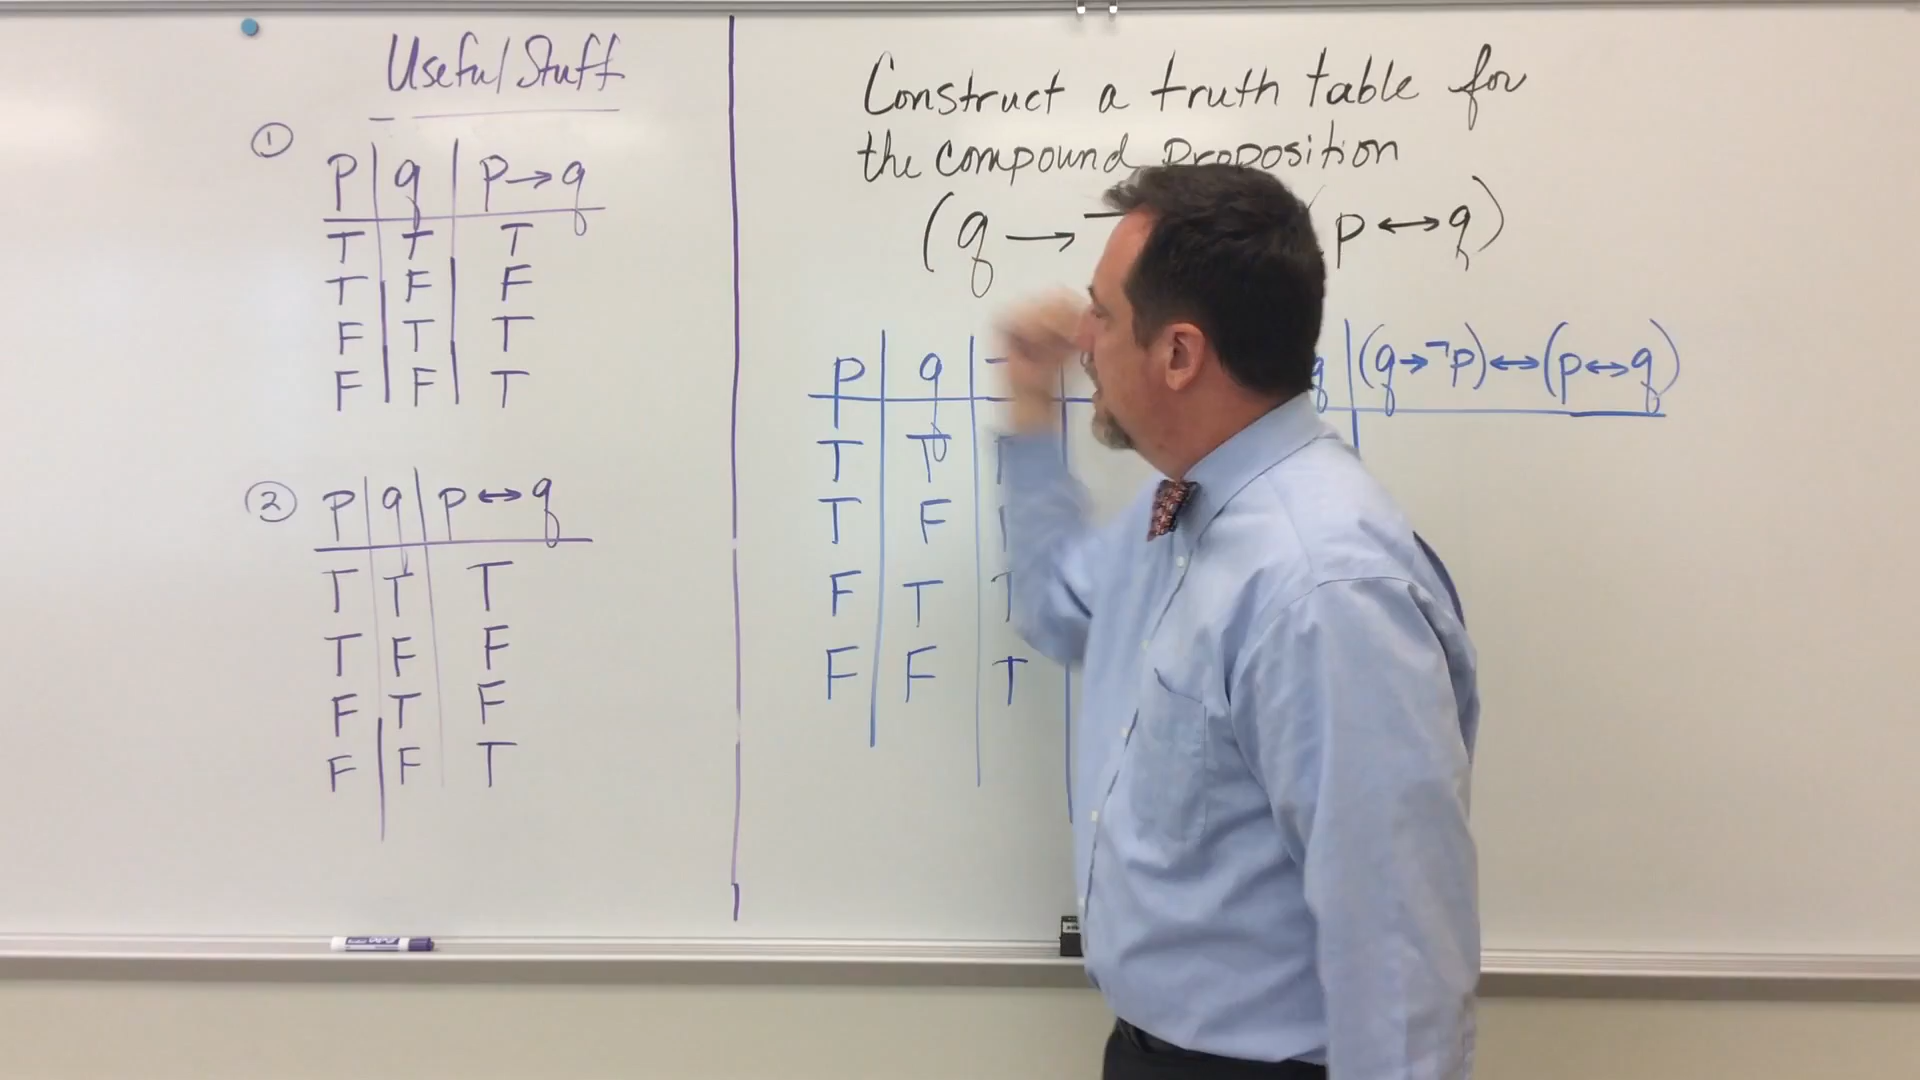 Useful Stuff
①
p q p→q
T T T
T F F
F T T
F F T
②
p q p↔q
T T T
T F F
F T F
F F T
Construct a truth table for
the compound proposition
(q → ¬ p ↔ q)
p q ¬ q (q→¬p)↔(p↔q)
T T
T F
F T T
F F T